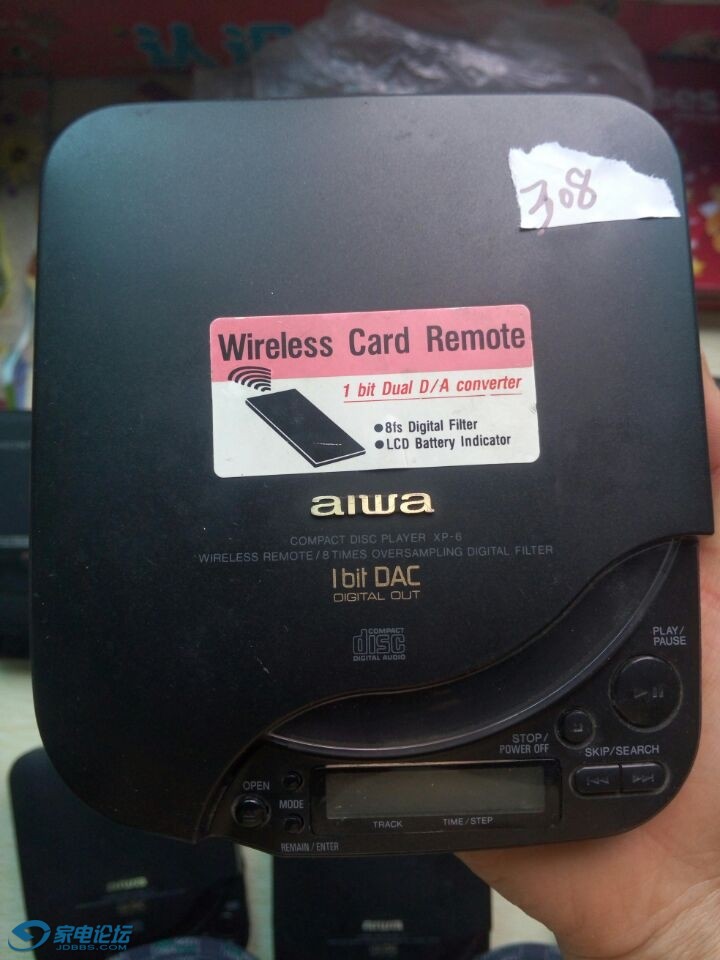 308
Wireless Card Remote
1 bit Dual D/A converter
●8fs Digital Filter
●LCD Battery Indicator
aiwa
COMPACT DISC PLAYER XP-6
WIRELESS REMOTE/8 TIMES OVERSAMPLING DIGITAL FILTER
1 bit DAC
DIGITAL OUT
COMPACT
disc
DIGITAL AUDIO
PLAY/
PAUSE
STOP/
POWER OFF
SKIP/SEARCH
OPEN
MODE
REMAIN/ENTER
TRACK TIME/STEP
aiwa
aiwa
家电论坛
JDBBS.COM